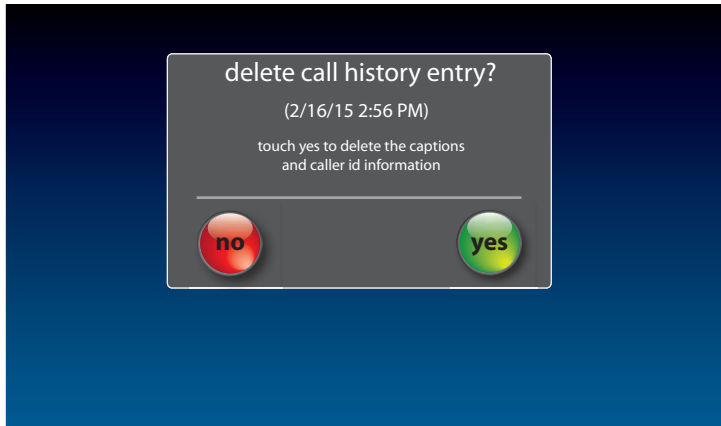 delete call history entry?
(2/16/15 2:56 PM)
touch yes to delete the captions
and caller id information
no
yes